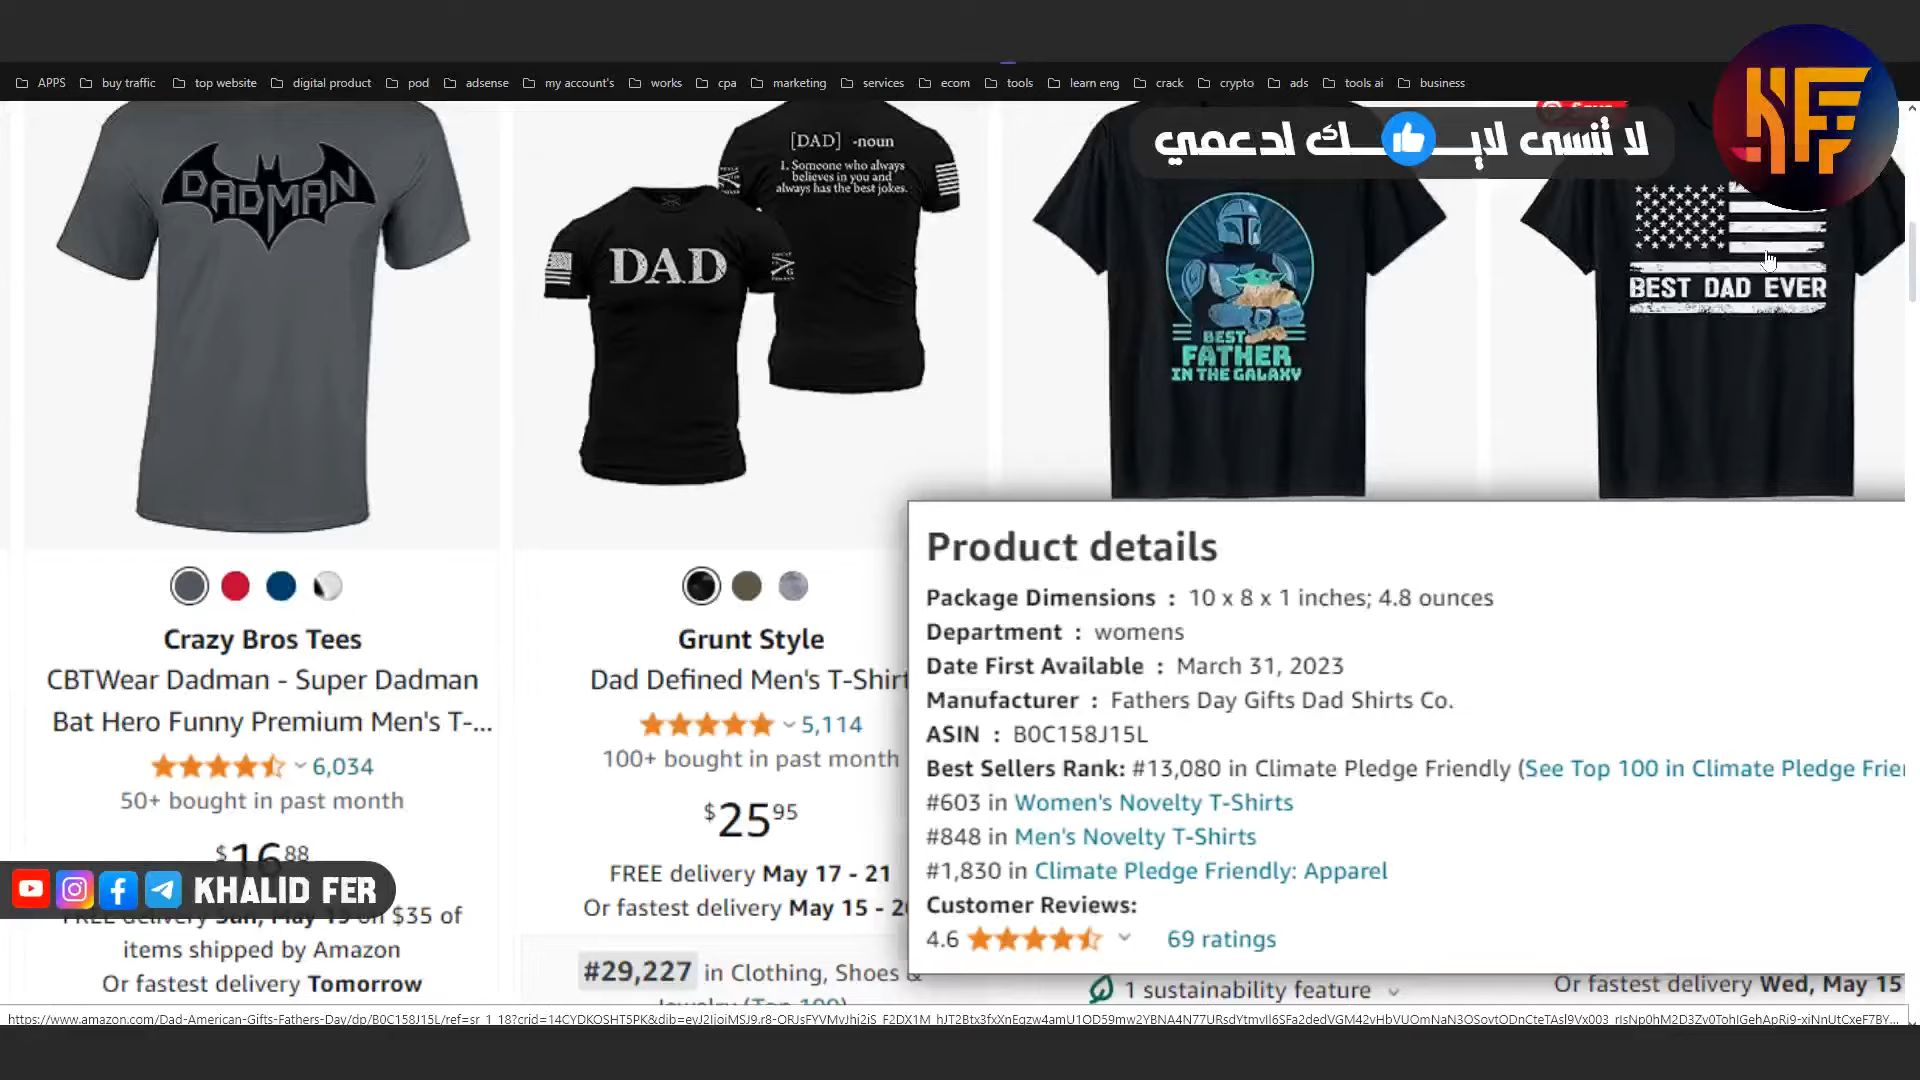 APPS
buy traffic
top website
digital product
pod
adsense
my account's
works
cpa
marketing
services
ecom
tools
learn eng
crack
crypto
ads
tools ai
business
لا تنسى لايـــك لدعمي
DADMAN
[DAD] -noun
1. Someone who always
believes in you and
always has the best jokes.
DAD
BEST
FATHER
IN THE GALAXY
BEST DAD EVER
Crazy Bros Tees
CBTWear Dadman - Super Dadman
Bat Hero Funny Premium Men's T-...
6,034
50+ bought in past month
$16.88
FREE delivery Sun, May 19 on $35 of
items shipped by Amazon
Or fastest delivery Tomorrow
Grunt Style
Dad Defined Men's T-Shirt
5,114
100+ bought in past month
$25.95
FREE delivery May 17 - 21
Or fastest delivery May 15 - 2
#29,227 in Clothing, Shoes &
Jewelry (Top 100)
Product details
Package Dimensions : 10 x 8 x 1 inches; 4.8 ounces
Department : womens
Date First Available : March 31, 2023
Manufacturer : Fathers Day Gifts Dad Shirts Co.
ASIN : B0C158J15L
Best Sellers Rank: #13,080 in Climate Pledge Friendly (See Top 100 in Climate Pledge Frie
#603 in Women's Novelty T-Shirts
#848 in Men's Novelty T-Shirts
#1,830 in Climate Pledge Friendly: Apparel
Customer Reviews:
4.6 69 ratings
1 sustainability feature
Or fastest delivery Wed, May 15
KHALID FER
https://www.amazon.com/Dad-American-Gifts-Fathers-Day/dp/B0C158J15L/ref=sr_1_18?crid=14CYDKOSHT5PK&dib=